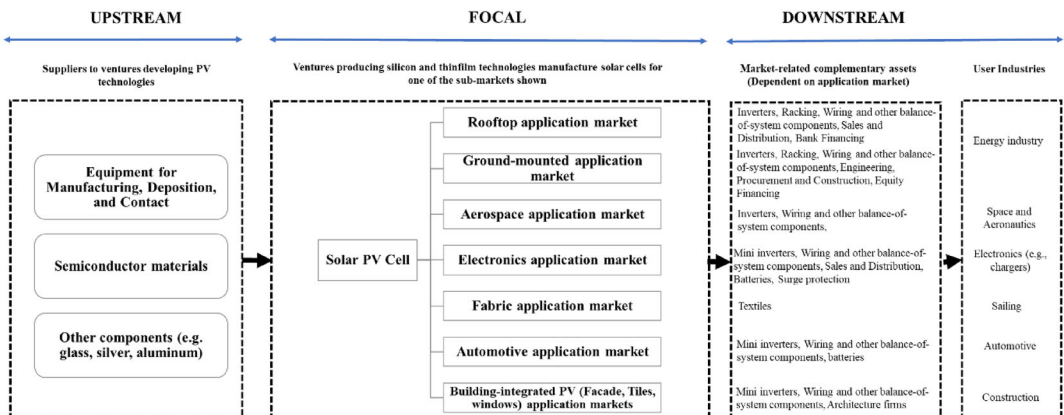 UPSTREAM
FOCAL
DOWNSTREAM
Suppliers to ventures developing PV
technologies
Ventures producing silicon and thinfilm technologies manufacture solar cells for
one of the sub-markets shown
Market-related complementary assets
(Dependent on application market)
User Industries
Equipment for
Manufacturing, Deposition,
and Contact
Semiconductor materials
Other components (e.g.
glass, silver, aluminum)
Solar PV Cell
Rooftop application market
Ground-mounted application
market
Aerospace application market
Electronics application market
Fabric application market
Automotive application market
Building-integrated PV (Facade, Tiles,
windows) application markets
Inverters, Racking, Wiring and other balance-
of-system components, Sales and
Distribution, Bank Financing
Inverters, Racking, Wiring and other balance-
of-system components, Engineering,
Procurement and Construction, Equity
Financing
Inverters, Wiring and other balance-of-
system components,
Mini inverters, Wiring and other balance-of-
system components, Sales and Distribution,
Batteries, Surge protection
Textiles
Mini inverters, Wiring and other balance-of-
system components, batteries
Mini inverters, Wiring and other balance-of-
system components, Architecture firms
Energy industry
Space and
Aeronautics
Electronics (e.g.,
chargers)
Sailing
Automotive
Construction